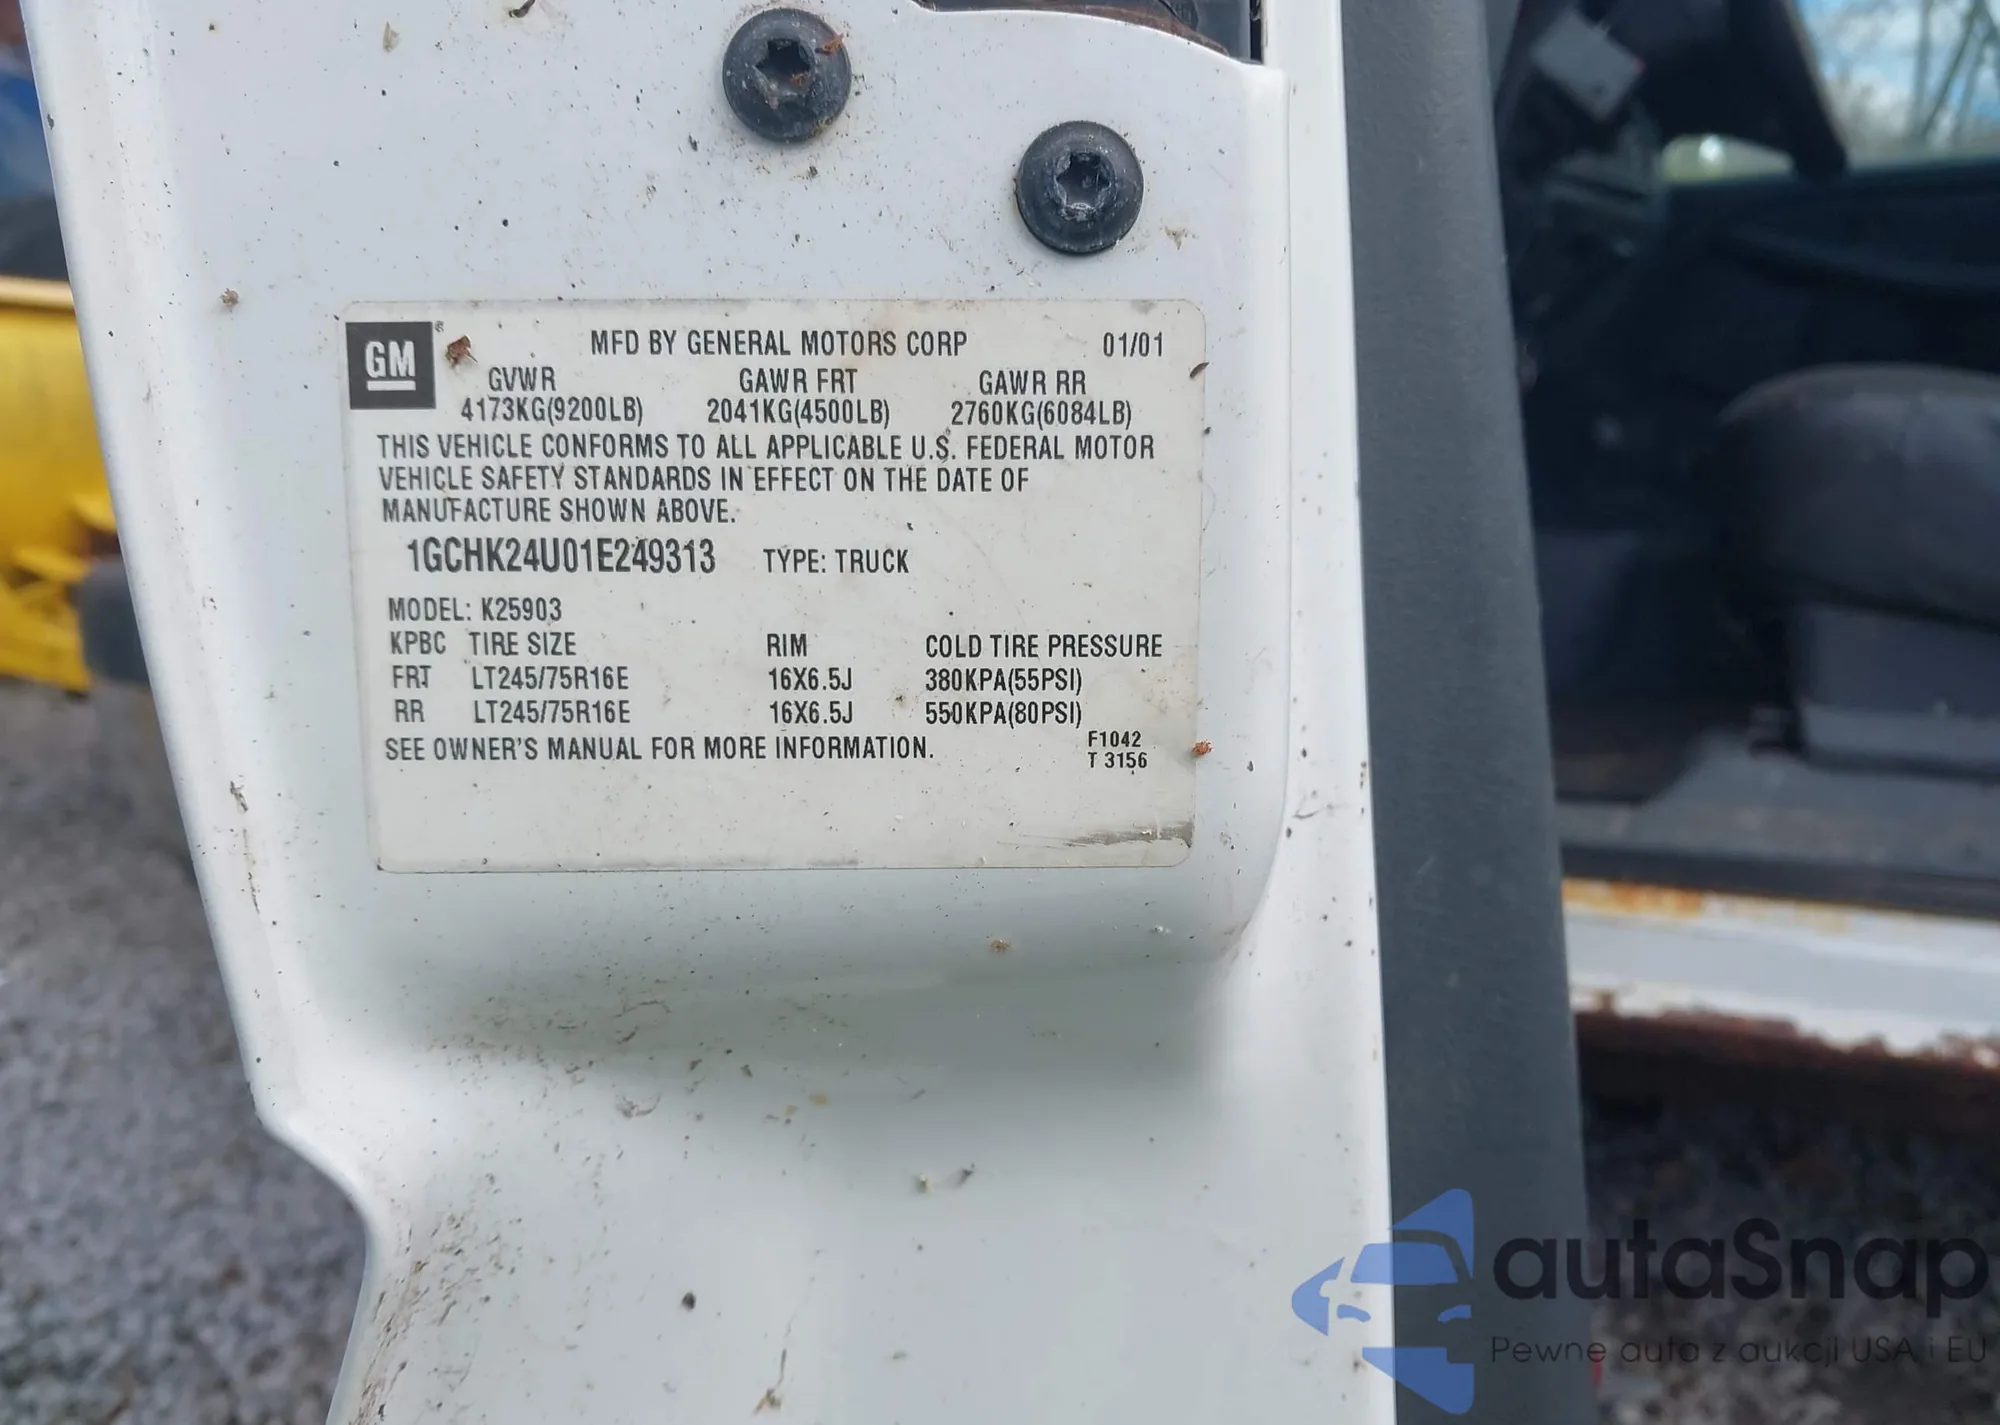 GM
MFD BY GENERAL MOTORS CORP 01/01
GVWR GAWR FRT GAWR RR
4173KG(9200LB) 2041KG(4500LB) 2760KG(6084LB)
THIS VEHICLE CONFORMS TO ALL APPLICABLE U.S. FEDERAL MOTOR
VEHICLE SAFETY STANDARDS IN EFFECT ON THE DATE OF
MANUFACTURE SHOWN ABOVE.
1GCHK24U01E249313 TYPE: TRUCK
MODEL: K25903
KPBC TIRE SIZE RIM COLD TIRE PRESSURE
FRT LT245/75R16E 16X6.5J 380KPA(55PSI)
RR LT245/75R16E 16X6.5J 550KPA(80PSI)
SEE OWNER'S MANUAL FOR MORE INFORMATION. F1042
T 3156
autaSnap
Pewne auta z aukcji USA i EU